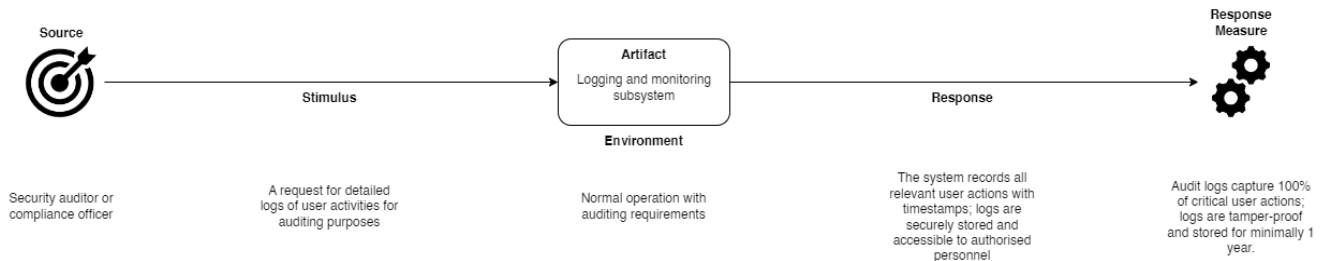 Source
Stimulus
Artifact
Logging and monitoring
subsystem
Environment
Response
Response
Measure
Security auditor or
compliance officer
A request for detailed
logs of user activities for
auditing purposes
Normal operation with
auditing requirements
The system records all
relevant user actions with
timestamps; logs are
securely stored and
accessible to authorised
personnel
Audit logs capture 100%
of critical user actions;
logs are tamper-proof
and stored for minimally 1
year.